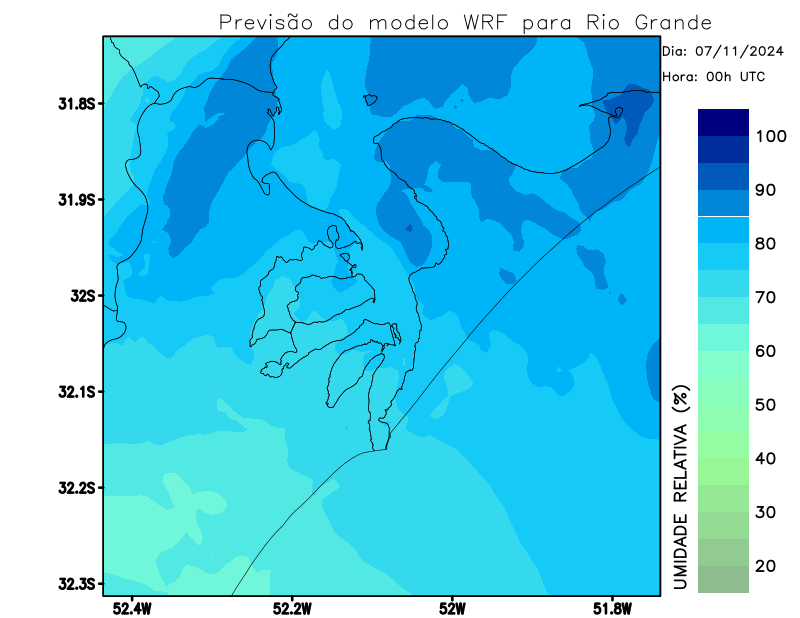 Previsão do modelo WRF para Rio Grande
Dia: 07/11/2024
Hora: 00h UTC
31.8S
31.9S
32S
32.1S
32.2S
32.3S
52.4W
52.2W
52W
51.8W
100
90
80
70
60
50
40
30
20
UMIDADE RELATIVA (%)